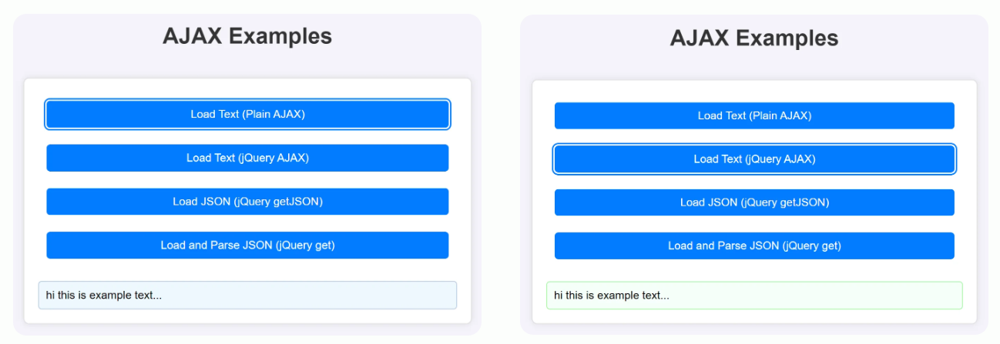 AJAX Examples
Load Text (Plain AJAX)
Load Text (jQuery AJAX)
Load JSON (jQuery getJSON)
Load and Parse JSON (jQuery get)
hi this is example text...
AJAX Examples
Load Text (Plain AJAX)
Load Text (jQuery AJAX)
Load JSON (jQuery getJSON)
Load and Parse JSON (jQuery get)
hi this is example text...